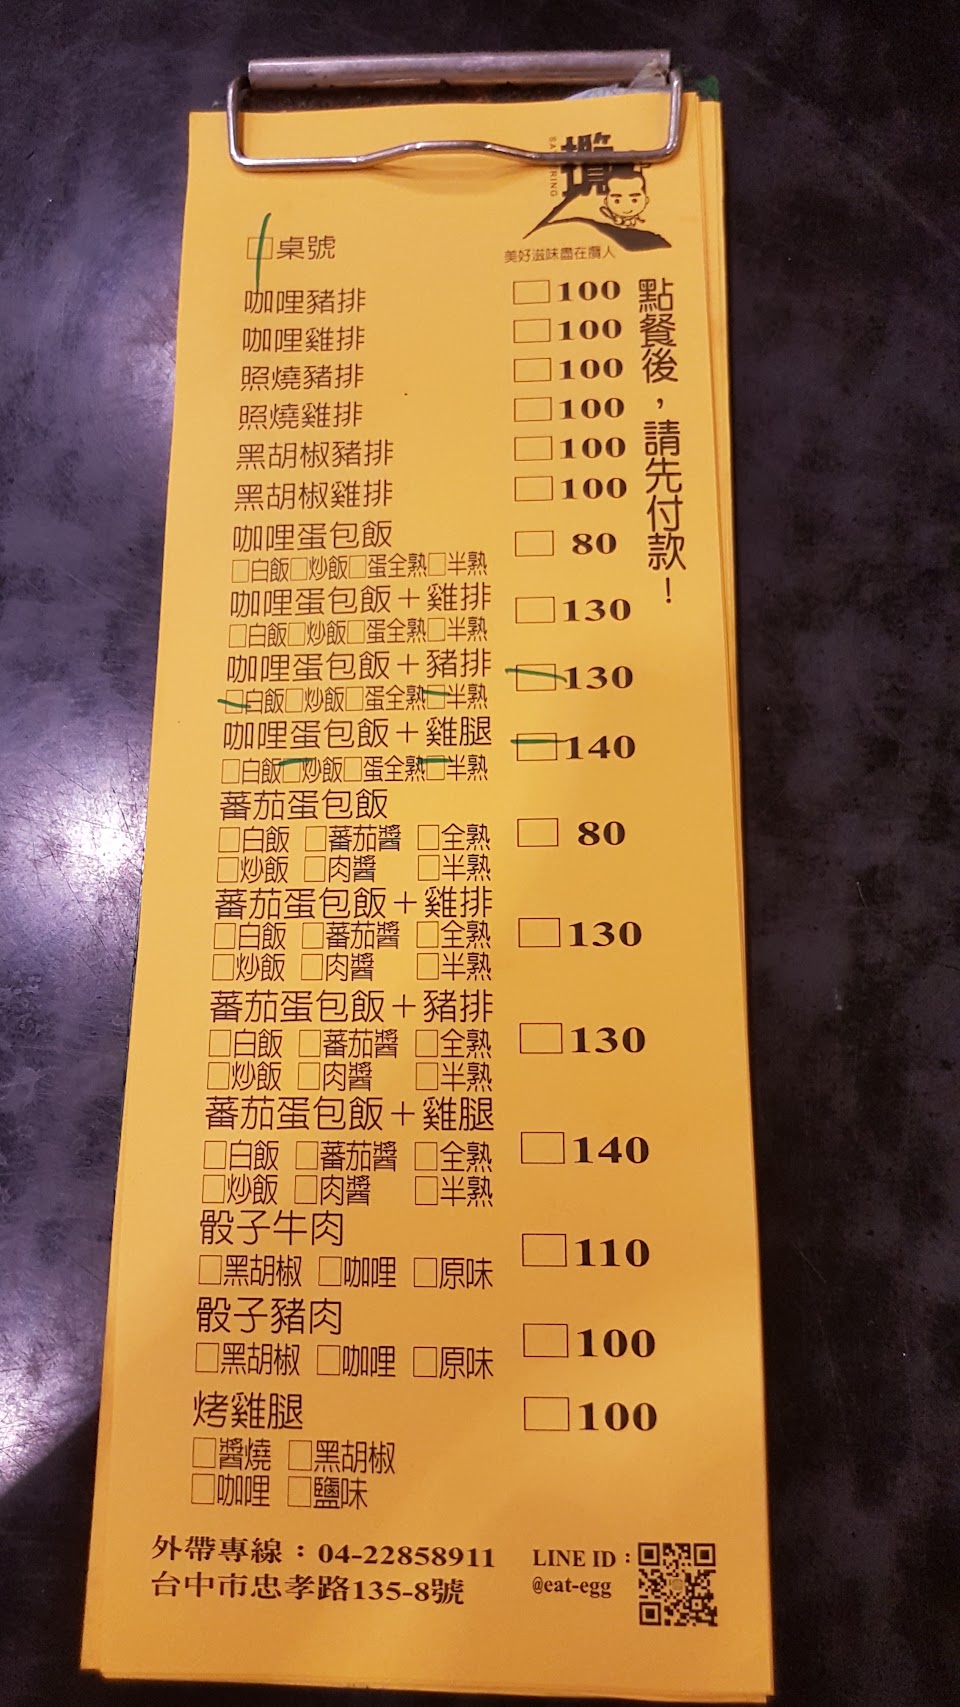 □桌號
美好滋味盡在攬人
點餐後，請先付款！
咖哩豬排 □100
咖哩雞排 □100
照燒豬排 □100
照燒雞排 □100
黑胡椒豬排 □100
黑胡椒雞排 □100
咖哩蛋包飯 □ 80
□白飯□炒飯□蛋全熟□半熟
咖哩蛋包飯＋雞排 □130
□白飯□炒飯□蛋全熟□半熟
咖哩蛋包飯＋豬排 □130
□白飯□炒飯□蛋全熟□半熟
咖哩蛋包飯＋雞腿 □140
□白飯□炒飯□蛋全熟□半熟
蕃茄蛋包飯 □ 80
□白飯 □蕃茄醬 □全熟
□炒飯 □肉醬 □半熟
蕃茄蛋包飯＋雞排 □130
□白飯 □蕃茄醬 □全熟
□炒飯 □肉醬 □半熟
蕃茄蛋包飯＋豬排 □130
□白飯 □蕃茄醬 □全熟
□炒飯 □肉醬 □半熟
蕃茄蛋包飯＋雞腿 □140
□白飯 □蕃茄醬 □全熟
□炒飯 □肉醬 □半熟
骰子牛肉 □110
□黑胡椒 □咖哩 □原味
骰子豬肉 □100
□黑胡椒 □咖哩 □原味
烤雞腿 □100
□醬燒 □黑胡椒
□咖哩 □鹽味
外帶專線：04-22858911
台中市忠孝路135-8號
LINE ID：
@eat-egg